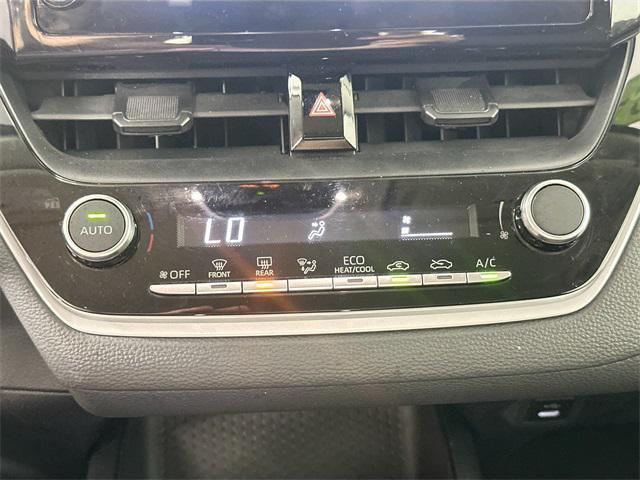 AUTO
LO
OFF
FRONT
REAR
ECO
HEAT/COOL
A/C